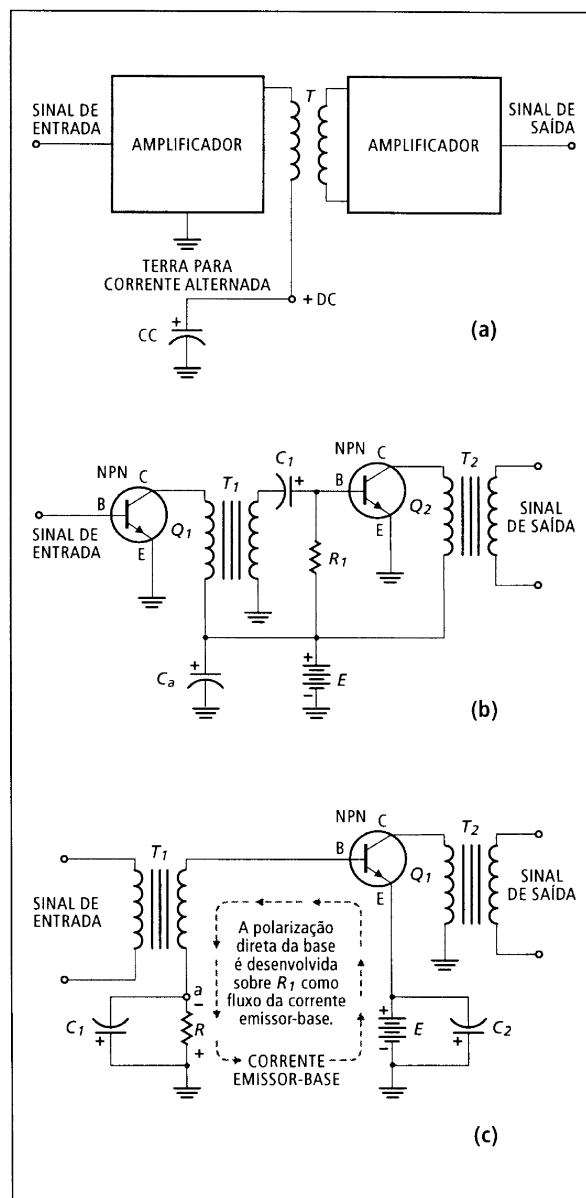 T
SINAL DE
ENTRADA
AMPLIFICADOR
AMPLIFICADOR
SINAL DE
SAÍDA
TERRA PARA
CORRENTE ALTERNADA
+ DC
+
CC
(a)
NPN
C
B
E
Q1
SINAL DE
ENTRADA
T1
C1
+
R1
NPN
C
B
E
Q2
T2
SINAL
DE SAÍDA
+
Ca
+
E
−
(b)
T1
SINAL DE
ENTRADA
NPN
C
B
E
Q1
T2
SINAL
DE SAÍDA
A polarização
direta da base
é desenvolvida
sobre R1 como
fluxo da corrente
emissor-base.
CORRENTE
EMISSOR-BASE
a
−
C1
+
R
+
+
E
−
C2
+
(c)